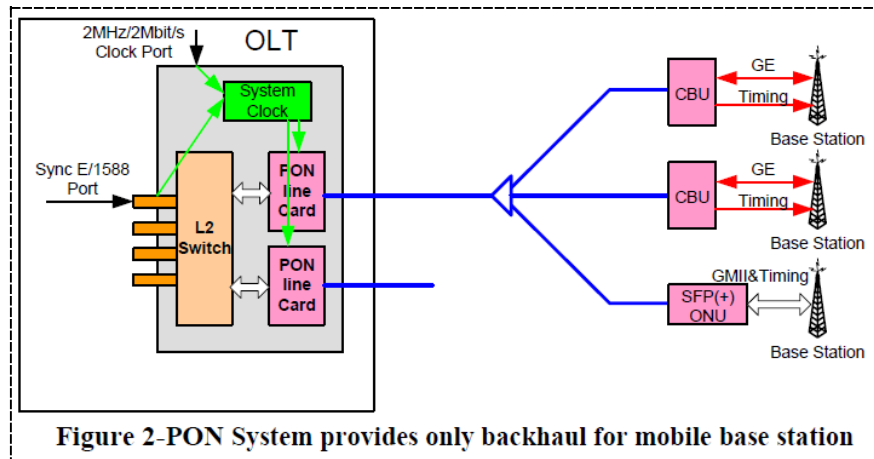 2MHz/2Mbit/s
Clock Port
OLT
System
Clock
Sync E/1588
Port
L2
Switch
PON
line
Card
PON
line
Card
CBU
GE
Timing
Base Station
CBU
GE
Timing
Base Station
GMII&Timing
SFP(+)
ONU
Base Station
Figure 2-PON System provides only backhaul for mobile base station